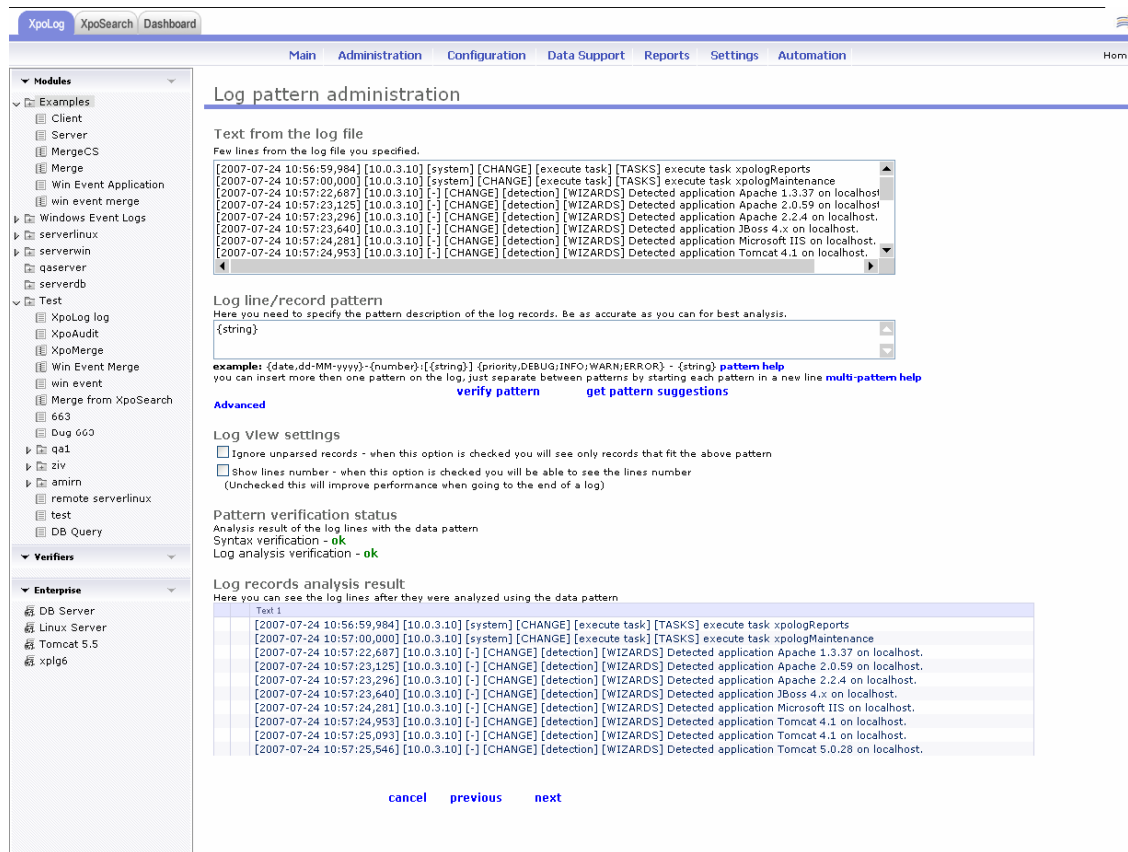 XpoLog XpoSearch Dashboard
Main Administration Configuration Data Support Reports Settings Automation
Hom
Modules
Examples
Client
Server
MergeCS
Merge
Win Event Application
win event merge
Windows Event Logs
serverlinux
serverwin
qaserver
serverdb
Test
XpoLog log
XpoAudit
XpoMerge
Win Event Merge
win event
Merge from XpoSearch
663
Bug 663
qa1
ziv
amirn
remote serverlinux
test
DB Query
Verifiers
Enterprise
DB Server
Linux Server
Tomcat 5.5
xplg6
Log pattern administration
Text from the log file
Few lines from the log file you specified.
[2007-07-24 10:56:59,984] [10.0.3.10] [system] [CHANGE] [execute task] [TASKS] execute task xpologReports
[2007-07-24 10:57:00,000] [10.0.3.10] [system] [CHANGE] [execute task] [TASKS] execute task xpologMaintenance
[2007-07-24 10:57:22,687] [10.0.3.10] [-] [CHANGE] [detection] [WIZARDS] Detected application Apache 1.3.37 on localhost
[2007-07-24 10:57:23,125] [10.0.3.10] [-] [CHANGE] [detection] [WIZARDS] Detected application Apache 2.0.59 on localhost
[2007-07-24 10:57:23,296] [10.0.3.10] [-] [CHANGE] [detection] [WIZARDS] Detected application Apache 2.2.4 on localhost.
[2007-07-24 10:57:23,640] [10.0.3.10] [-] [CHANGE] [detection] [WIZARDS] Detected application JBoss 4.x on localhost.
[2007-07-24 10:57:24,281] [10.0.3.10] [-] [CHANGE] [detection] [WIZARDS] Detected application Microsoft IIS on localhost.
[2007-07-24 10:57:24,953] [10.0.3.10] [-] [CHANGE] [detection] [WIZARDS] Detected application Tomcat 4.1 on localhost.
Log line/record pattern
Here you need to specify the pattern description of the log records. Be as accurate as you can for best analysis.
{string}
example: {date,dd-MM-yyyy}-{number}:[{string}] {priority,DEBUG;INFO;WARN;ERROR} - {string} pattern help
you can insert more then one pattern on the log, just separate between patterns by starting each pattern in a new line multi-pattern help
verify pattern get pattern suggestions
Advanced
Log View settings
Ignore unparsed records - when this option is checked you will see only records that fit the above pattern
Show lines number - when this option is checked you will be able to see the lines number
(Unchecked this will improve performance when going to the end of a log)
Pattern verification status
Analysis result of the log lines with the data pattern
Syntax verification - ok
Log analysis verification - ok
Log records analysis result
Here you can see the log lines after they were analyzed using the data pattern
Text 1
[2007-07-24 10:56:59,984] [10.0.3.10] [system] [CHANGE] [execute task] [TASKS] execute task xpologReports
[2007-07-24 10:57:00,000] [10.0.3.10] [system] [CHANGE] [execute task] [TASKS] execute task xpologMaintenance
[2007-07-24 10:57:22,687] [10.0.3.10] [-] [CHANGE] [detection] [WIZARDS] Detected application Apache 1.3.37 on localhost.
[2007-07-24 10:57:23,125] [10.0.3.10] [-] [CHANGE] [detection] [WIZARDS] Detected application Apache 2.0.59 on localhost.
[2007-07-24 10:57:23,296] [10.0.3.10] [-] [CHANGE] [detection] [WIZARDS] Detected application Apache 2.2.4 on localhost.
[2007-07-24 10:57:23,640] [10.0.3.10] [-] [CHANGE] [detection] [WIZARDS] Detected application JBoss 4.x on localhost.
[2007-07-24 10:57:24,281] [10.0.3.10] [-] [CHANGE] [detection] [WIZARDS] Detected application Microsoft IIS on localhost.
[2007-07-24 10:57:24,953] [10.0.3.10] [-] [CHANGE] [detection] [WIZARDS] Detected application Tomcat 4.1 on localhost.
[2007-07-24 10:57:25,093] [10.0.3.10] [-] [CHANGE] [detection] [WIZARDS] Detected application Tomcat 4.1 on localhost.
[2007-07-24 10:57:25,546] [10.0.3.10] [-] [CHANGE] [detection] [WIZARDS] Detected application Tomcat 5.0.28 on localhost.
cancel previous next